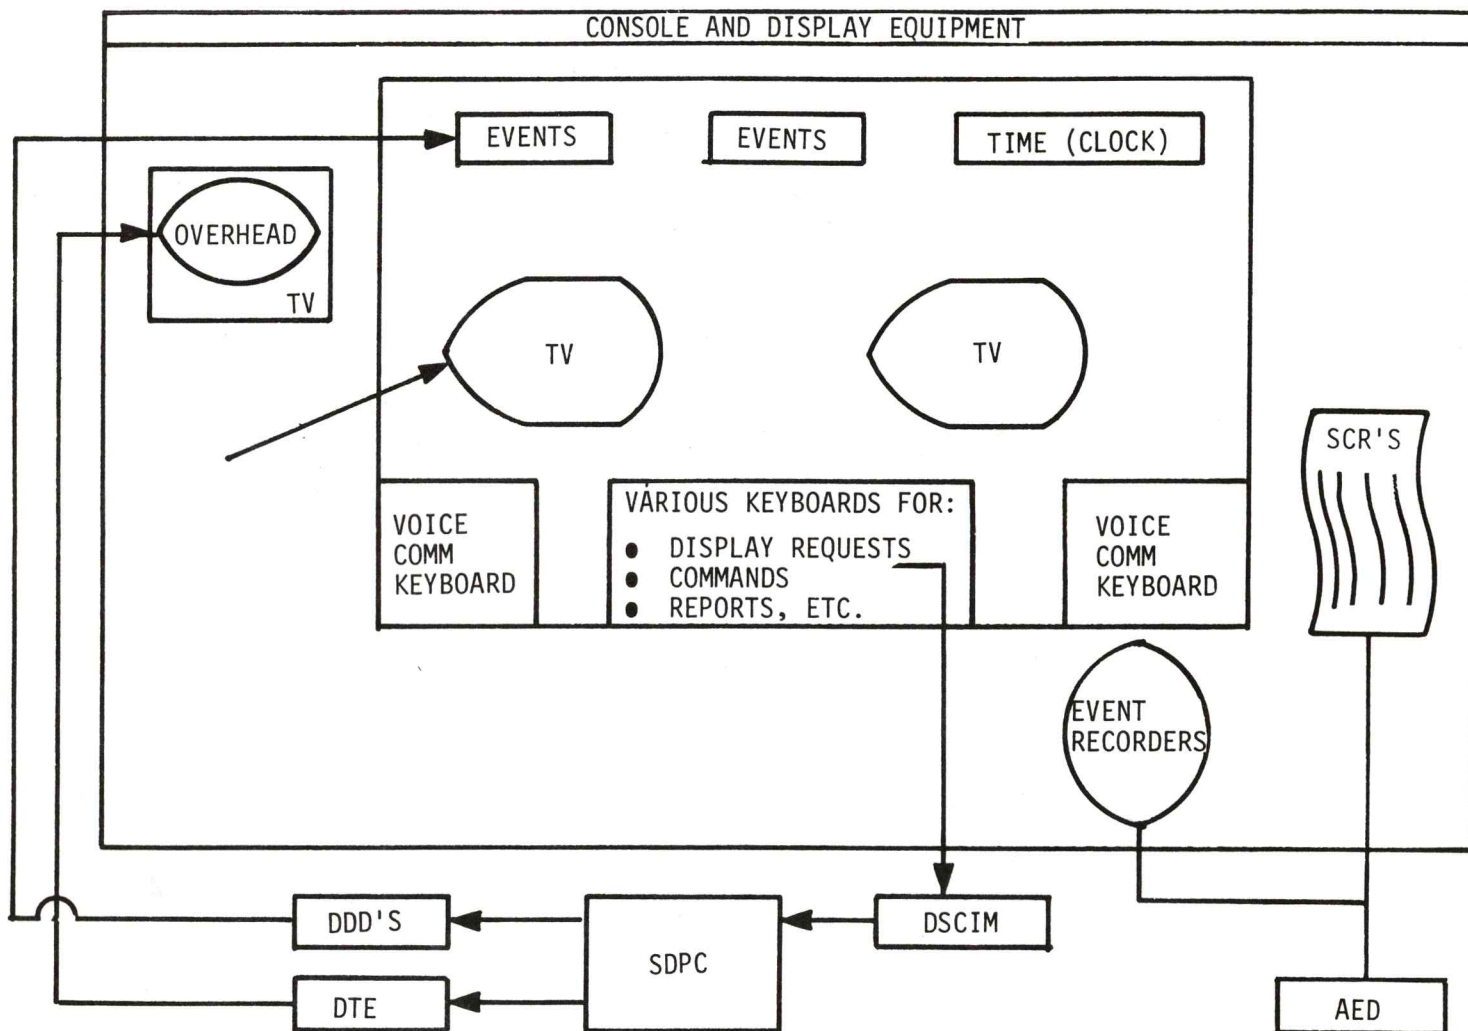 CONSOLE AND DISPLAY EQUIPMENT
EVENTS
EVENTS
TIME (CLOCK)
OVERHEAD
TV
TV
TV
SCR'S
VOICE
COMM
KEYBOARD
VARIOUS KEYBOARDS FOR:
● DISPLAY REQUESTS
● COMMANDS
● REPORTS, ETC.
VOICE
COMM
KEYBOARD
EVENT
RECORDERS
DDD'S
SDPC
DSCIM
DTE
AED